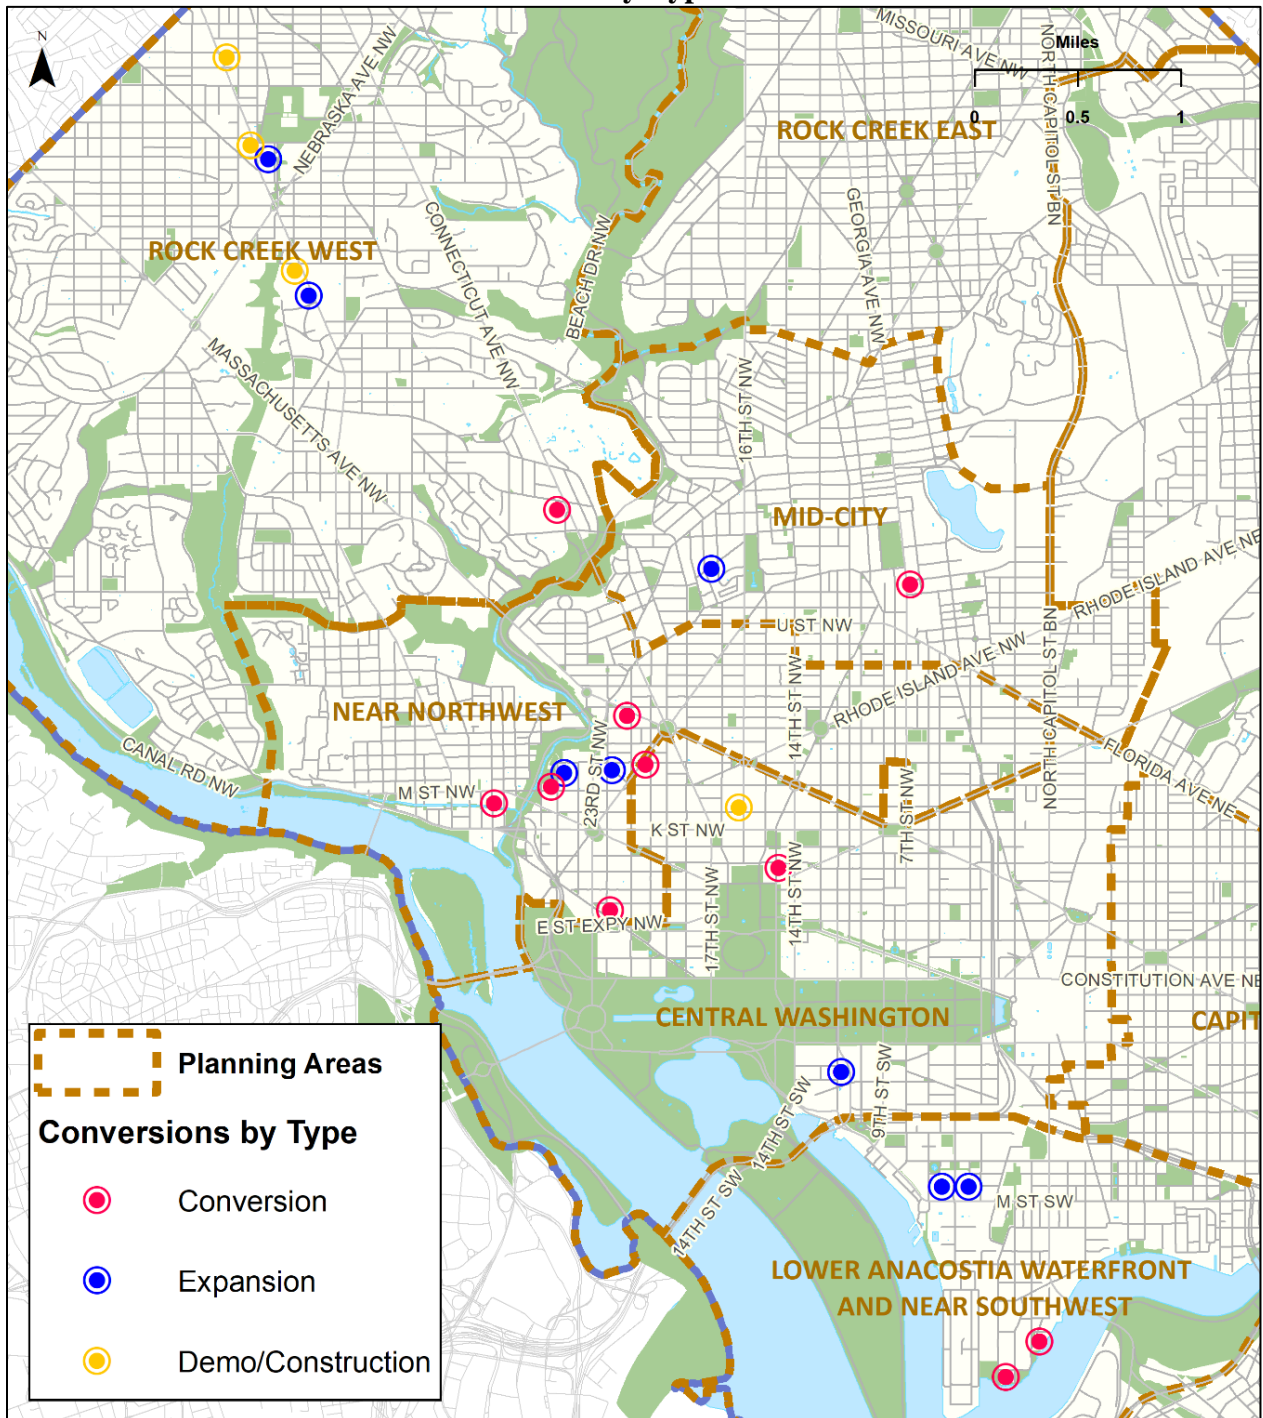 N
MISSOURI AVE NW
Miles
0
0.5
1
NORTH CAPITOL ST BN
NEBRASKA AVE NW
ROCK CREEK EAST
ROCK CREEK WEST
CONNECTICUT AVE NW
BEACH DR NW
GEORGIA AVE NW
MASSACHUSETTS AVE NW
16TH ST NW
MID-CITY
RHODE ISLAND AVE NE
U ST NW
RHODE ISLAND AVE NW
14TH ST NW
NORTH CAPITOL ST BN
NEAR NORTHWEST
23RD ST NW
CANAL RD NW
M ST NW
FLORIDA AVE NE
K ST NW
7TH ST NW
14TH ST NW
17TH ST NW
E ST EXPY NW
CONSTITUTION AVE NE
CENTRAL WASHINGTON
CAPIT
9TH ST SW
14TH ST SW
14TH ST SW
M ST SW
LOWER ANACOSTIA WATERFRONT
AND NEAR SOUTHWEST
Planning Areas
Conversions by Type
Conversion
Expansion
Demo/Construction